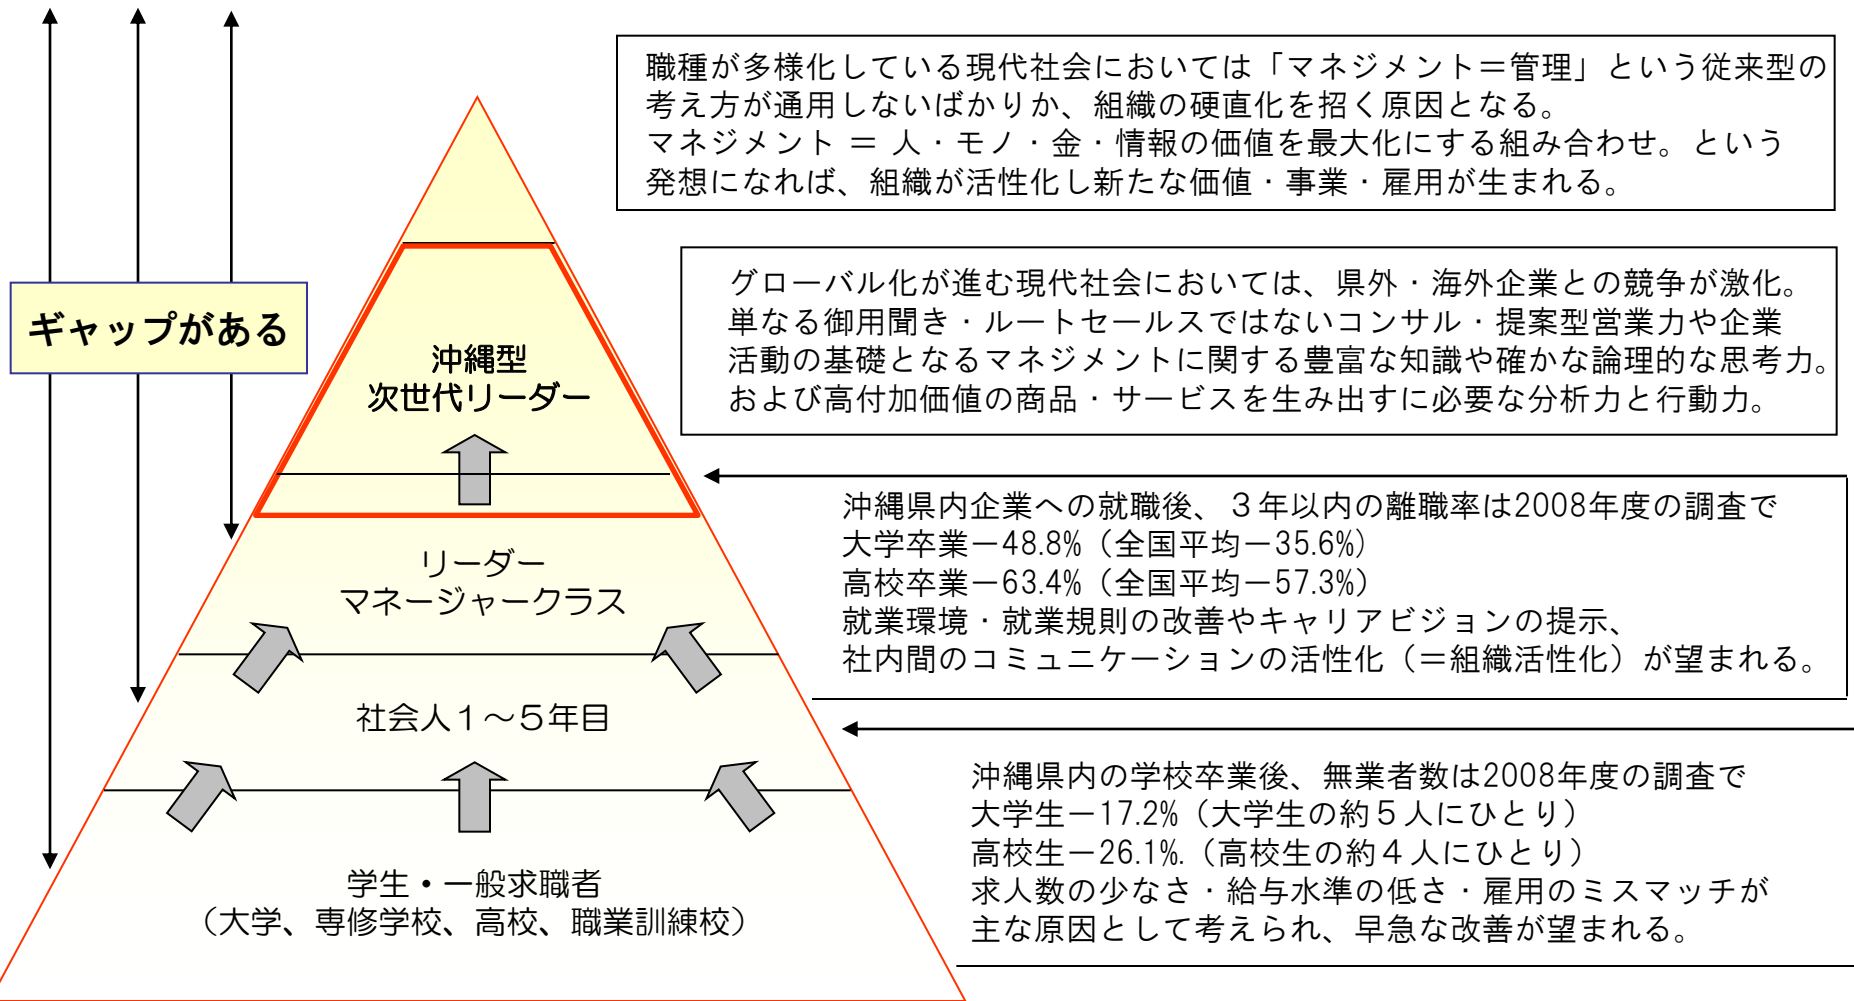 職種が多様化している現代社会においては「マネジメント＝管理」という従来型の
考え方が通用しないばかりか、組織の硬直化を招く原因となる。
マネジメント ＝ 人・モノ・金・情報の価値を最大化にする組み合わせ。という
発想になれば、組織が活性化し新たな価値・事業・雇用が生まれる。
グローバル化が進む現代社会においては、県外・海外企業との競争が激化。
単なる御用聞き・ルートセールスではないコンサル・提案型営業力や企業
活動の基礎となるマネジメントに関する豊富な知識や確かな論理的な思考力。
および高付加価値の商品・サービスを生み出すに必要な分析力と行動力。
ギャップがある
沖縄型
次世代リーダー
沖縄県内企業への就職後、３年以内の離職率は2008年度の調査で
大学卒業－48.8%（全国平均－35.6%）
高校卒業－63.4%（全国平均－57.3%）
就業環境・就業規則の改善やキャリアビジョンの提示、
社内間のコミュニケーションの活性化（＝組織活性化）が望まれる。
リーダー
マネージャークラス
社会人１～５年目
沖縄県内の学校卒業後、無業者数は2008年度の調査で
大学生－17.2%（大学生の約５人にひとり）
高校生－26.1%.（高校生の約４人にひとり）
求人数の少なさ・給与水準の低さ・雇用のミスマッチが
主な原因として考えられ、早急な改善が望まれる。
学生・一般求職者
（大学、専修学校、高校、職業訓練校）